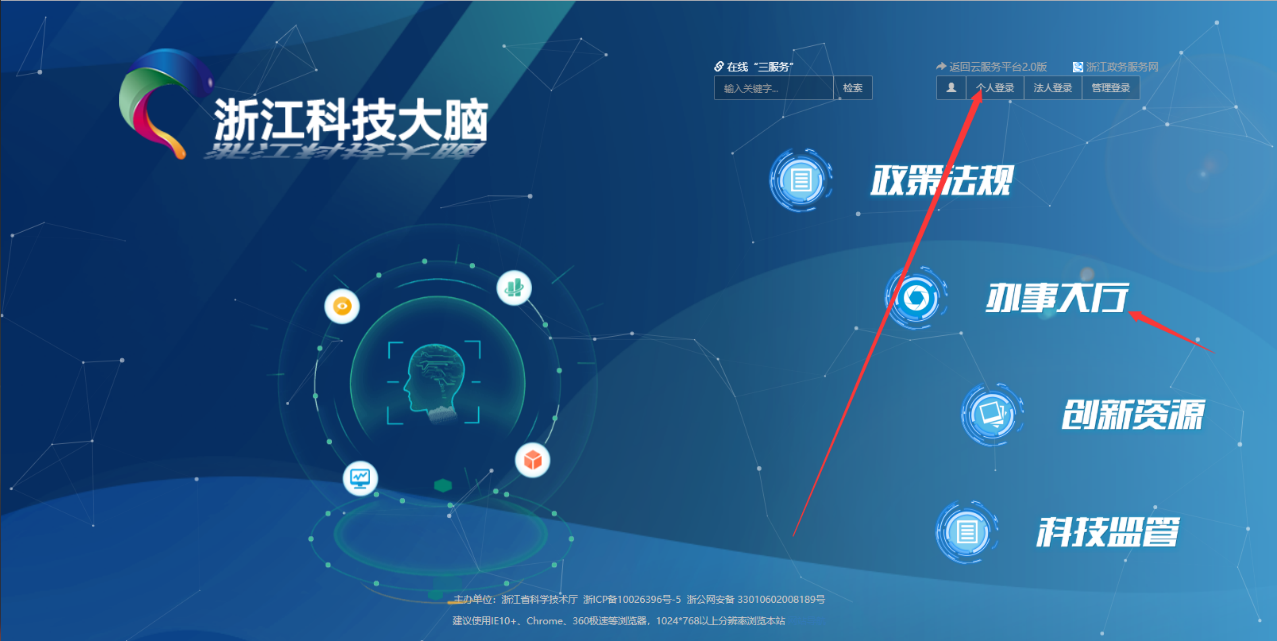 浙江科技大脑
在线“三服务”
返回云服务平台2.0版 浙江政务服务网
输入关键字... 检索
个人登录 法人登录 管理登录
政策法规
办事大厅
创新资源
科技监管
主办单位：浙江省科学技术厅 浙ICP备10026396号-5 浙公网安备 33010602008189号
建议使用IE10+、Chrome、360极速等浏览器，1024*768以上分辨率浏览本站